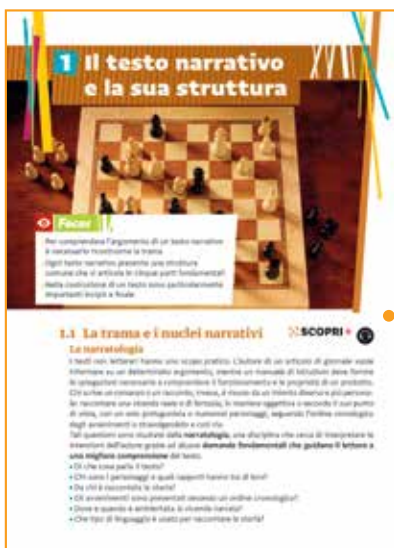 1 Il testo narrativo
e la sua struttura
Focus
Per comprendere l'argomento di un testo narrativo
è necessario ricostruirne la trama
Ogni testo narrativo presenta una struttura
comune che si articola in cinque parti fondamentali
Nella costruzione di un testo sono particolarmente
importanti incipit e finale
1.1 La trama e i nuclei narrativi
SCOPRI+
La narratologia
I testi non letterari hanno uno scopo pratico. L'autore di un articolo di giornale vuole
informare su un determinato argomento, mentre un manuale di istruzioni deve fornire
le spiegazioni necessarie a comprendere il funzionamento e le proprietà di un prodotto.
Chi scrive un romanzo o un racconto, invece, è mosso da un intento diverso e più personale:
raccontare una vicenda reale o di fantasia, in maniera oggettiva o secondo il suo punto
di vista, con un solo protagonista o numerosi personaggi, seguendo l'ordine cronologico
degli avvenimenti o stravolgendolo e così via.
Tali questioni sono studiate dalla narratologia, una disciplina che cerca di interpretare le
intenzioni dell'autore grazie ad alcune domande fondamentali che guidano il lettore a
una migliore comprensione del testo.
• Di che cosa parla il testo?
• Chi sono i personaggi e quali rapporti hanno tra di loro?
• Da chi è raccontata la storia?
• Gli avvenimenti sono presentati secondo un ordine cronologico?
• Dove e quando è ambientata la vicenda narrata?
• Che tipo di linguaggio è usato per raccontare la storia?